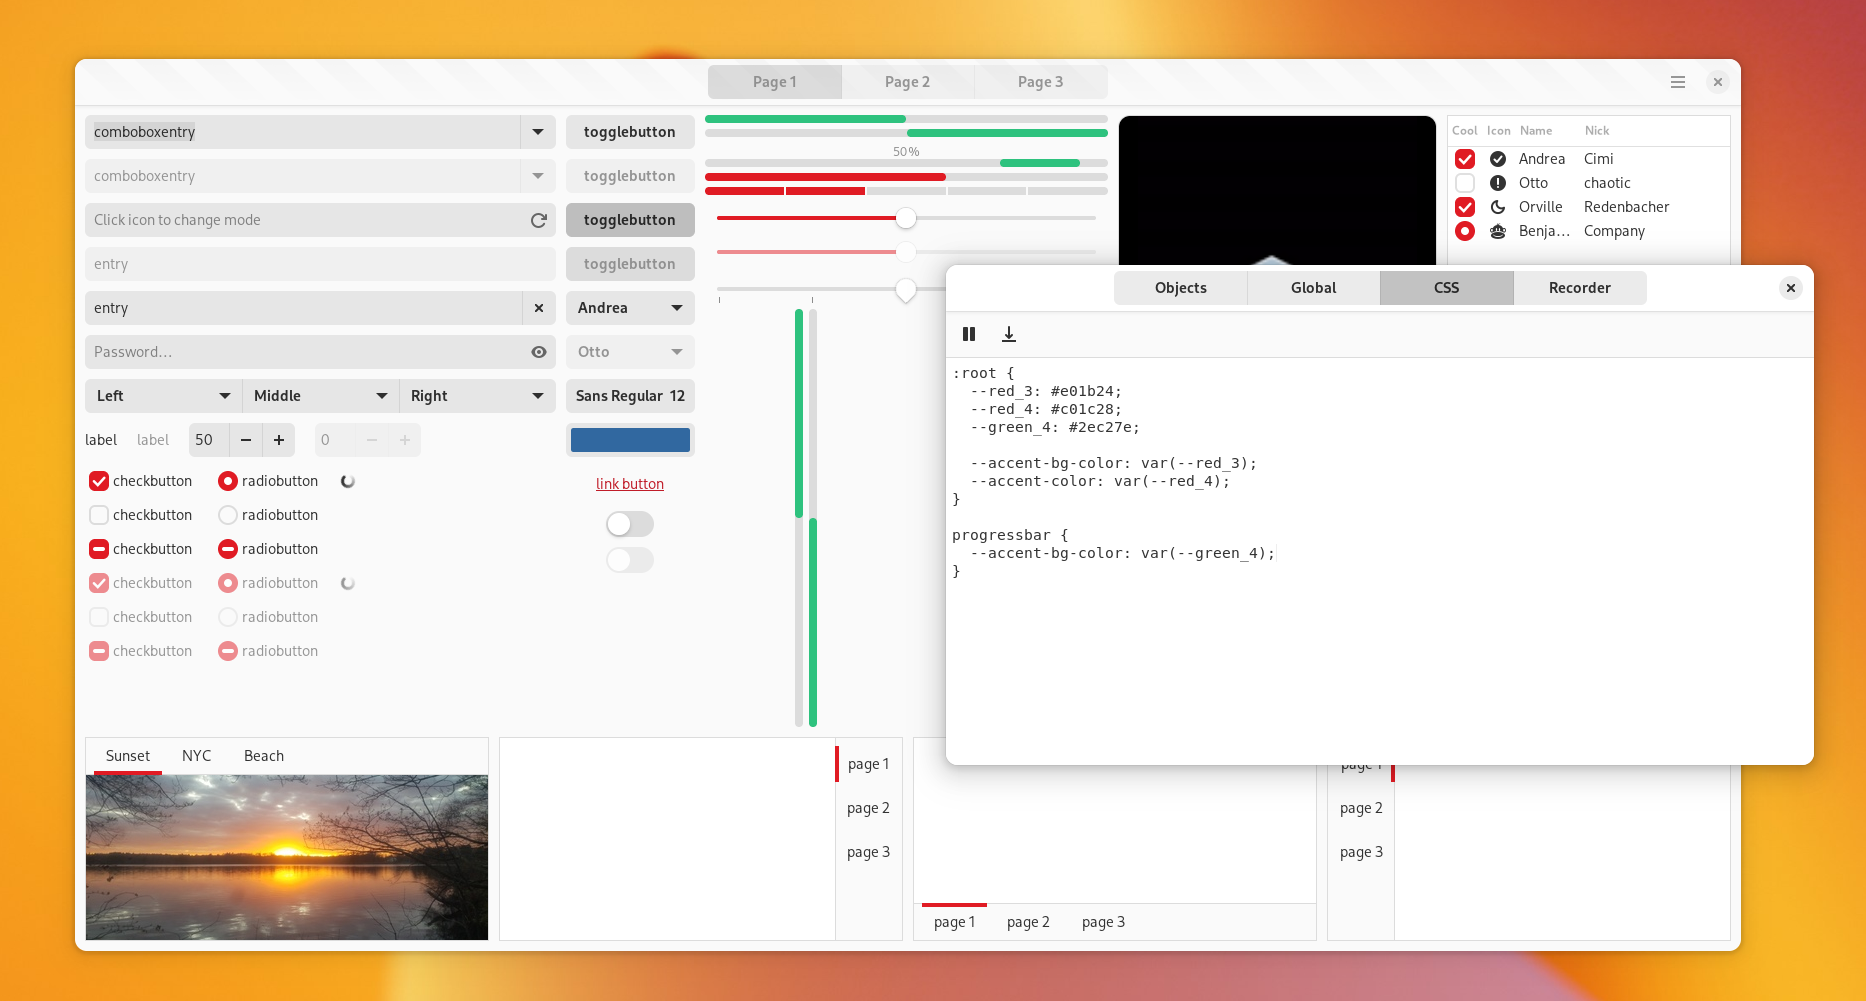 Page 1
Page 2
Page 3
comboboxentry
togglebutton
50%
Cool Icon Name Nick
Andrea Cimi
Otto chaotic
Orville Redenbacher
Benja... Company
comboboxentry
togglebutton
Click icon to change mode
togglebutton
entry
togglebutton
entry
Andrea
Password...
Otto
Left
Middle
Right
Sans Regular 12
label
label
50
0
checkbutton
radiobutton
link button
checkbutton
radiobutton
checkbutton
radiobutton
checkbutton
radiobutton
checkbutton
radiobutton
checkbutton
radiobutton
Objects
Global
CSS
Recorder
:root {
--red_3: #e01b24;
--red_4: #c01c28;
--green_4: #2ec27e;
--accent-bg-color: var(--red_3);
--accent-color: var(--red_4);
}
progressbar {
--accent-bg-color: var(--green_4);
}
Sunset
NYC
Beach
page 1
page 2
page 3
page 1
page 2
page 3
page 1
page 2
page 3